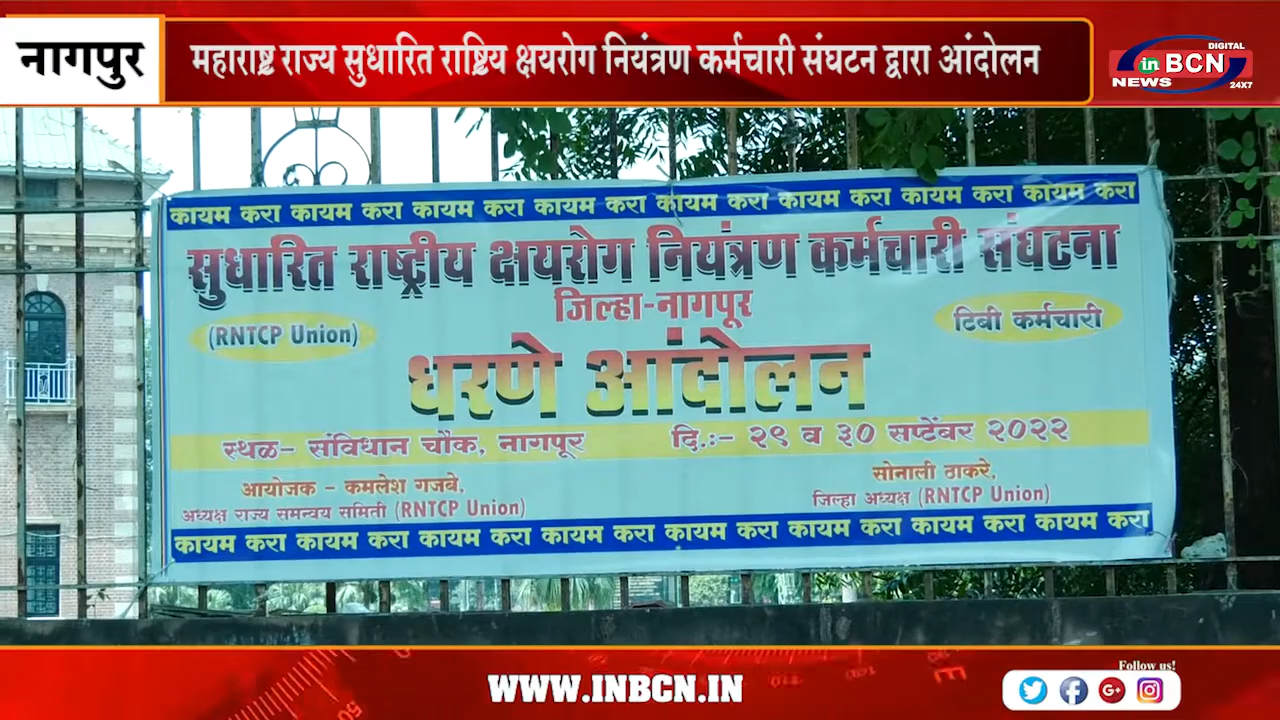 नागपुर
महाराष्ट्र राज्य सुधारित राष्ट्रिय क्षयरोग नियंत्रण कर्मचारी संघटन द्वारा आंदोलन
DIGITAL
in BCN
NEWS 24X7
कायम करा कायम करा कायम करा कायम करा कायम करा कायम करा कायम करा कायम करा
सुधारित राष्ट्रीय क्षयरोग नियंत्रण कर्मचारी संघटना
जिल्हा-नागपूर
(RNTCP Union)
टिबी कर्मचारी
धरणे आंदोलन
स्थळ- संविधान चौक, नागपूर दि.:- २९ व ३० सप्टेंबर २०२२
आयोजक - कमलेश गजबे,
अध्यक्ष राज्य समन्वय समिती (RNTCP Union)
सोनाली ठाकरे,
जिल्हा अध्यक्ष (RNTCP Union)
कायम करा कायम करा कायम करा कायम करा कायम करा कायम करा कायम करा कायम करा
WWW.INBCN.IN
Follow us!